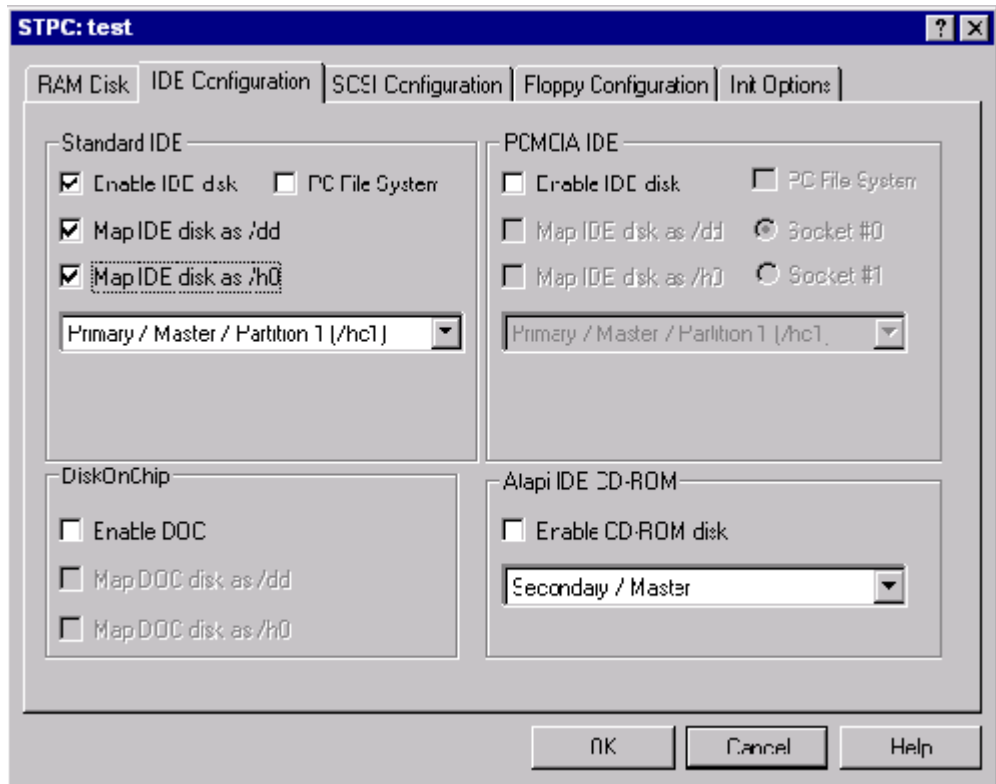 STPC: test
RAM Disk IDE Configuration SCSI Configuration Floppy Configuration Init Options
Standard IDE
Enable IDE disk PC File System
Map IDE disk as /dd
Map IDE disk as /h0
Primary / Master / Partition 1 (/hc1)
PCMCIA IDE
Enable IDE disk PC File System
Map IDE disk as /dd Socket #0
Map IDE disk as /h0 Socket #1
Primary / Master / Partition 1 (/hc1)
DiskOnChip
Enable DOC
Map DOC disk as /dd
Map DOC disk as /h0
Atapi IDE CD-ROM
Enable CD-ROM disk
Secondary / Master
OK Cancel Help